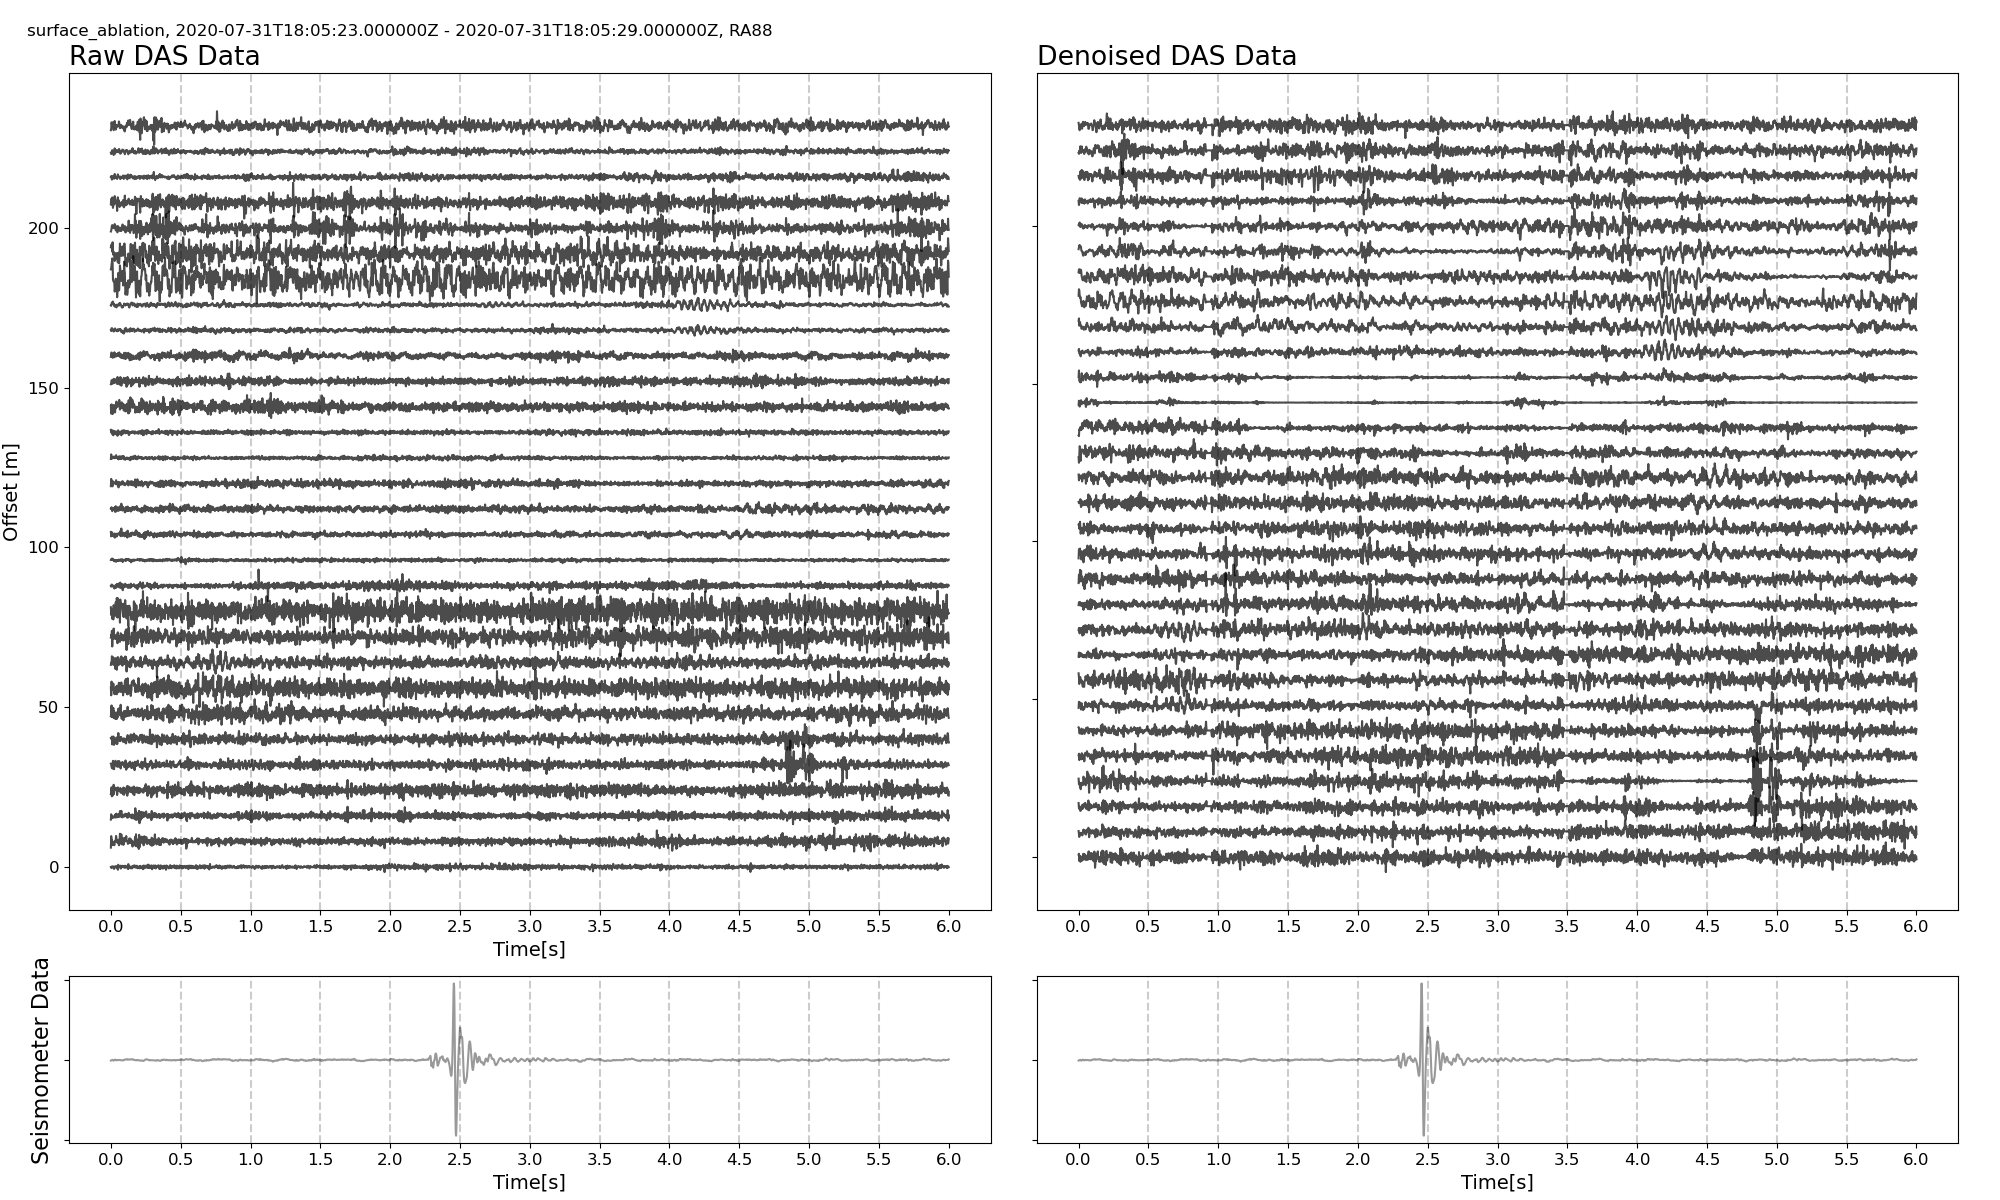 surface_ablation, 2020-07-31T18:05:23.000000Z - 2020-07-31T18:05:29.000000Z, RA88
Raw DAS Data
Denoised DAS Data
Offset [m]
200
150
100
50
0
0.0 0.5 1.0 1.5 2.0 2.5 3.0 3.5 4.0 4.5 5.0 5.5 6.0
Time[s]
0.0 0.5 1.0 1.5 2.0 2.5 3.0 3.5 4.0 4.5 5.0 5.5 6.0
Seismometer Data
0.0 0.5 1.0 1.5 2.0 2.5 3.0 3.5 4.0 4.5 5.0 5.5 6.0
Time[s]
0.0 0.5 1.0 1.5 2.0 2.5 3.0 3.5 4.0 4.5 5.0 5.5 6.0
Time[s]